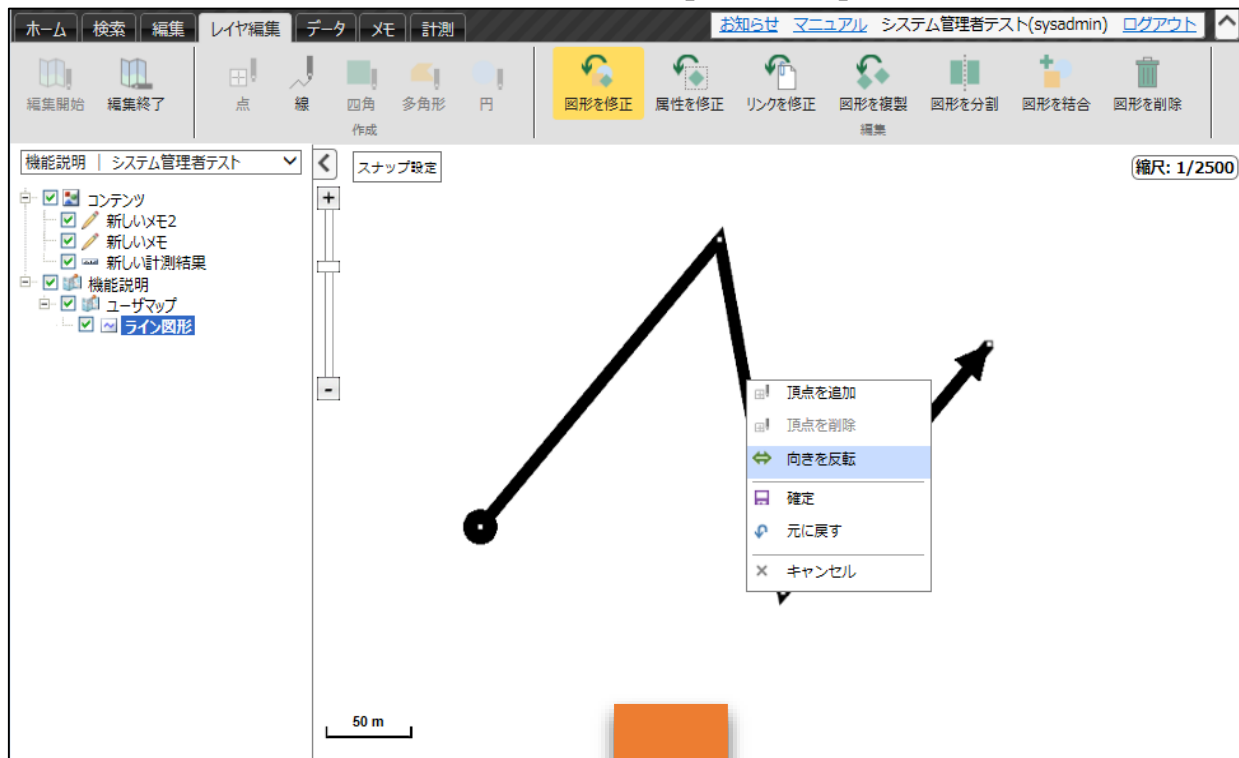 ホーム 検索 編集 レイヤ編集 データ メモ 計測 お知らせ マニュアル システム管理者テスト(sysadmin) ログアウト
編集開始 編集終了 点 線 四角 多角形 円 図形を修正 属性を修正 リンクを修正 図形を複製 図形を分割 図形を結合 図形を削除
作成 編集
機能説明 | システム管理者テスト
スナップ設定
縮尺: 1/2500
コンテンツ
新しいメモ2
新しいメモ
新しい計測結果
機能説明
ユーザマップ
ライン図形
頂点を追加
頂点を削除
向きを反転
確定
元に戻す
キャンセル
50 m